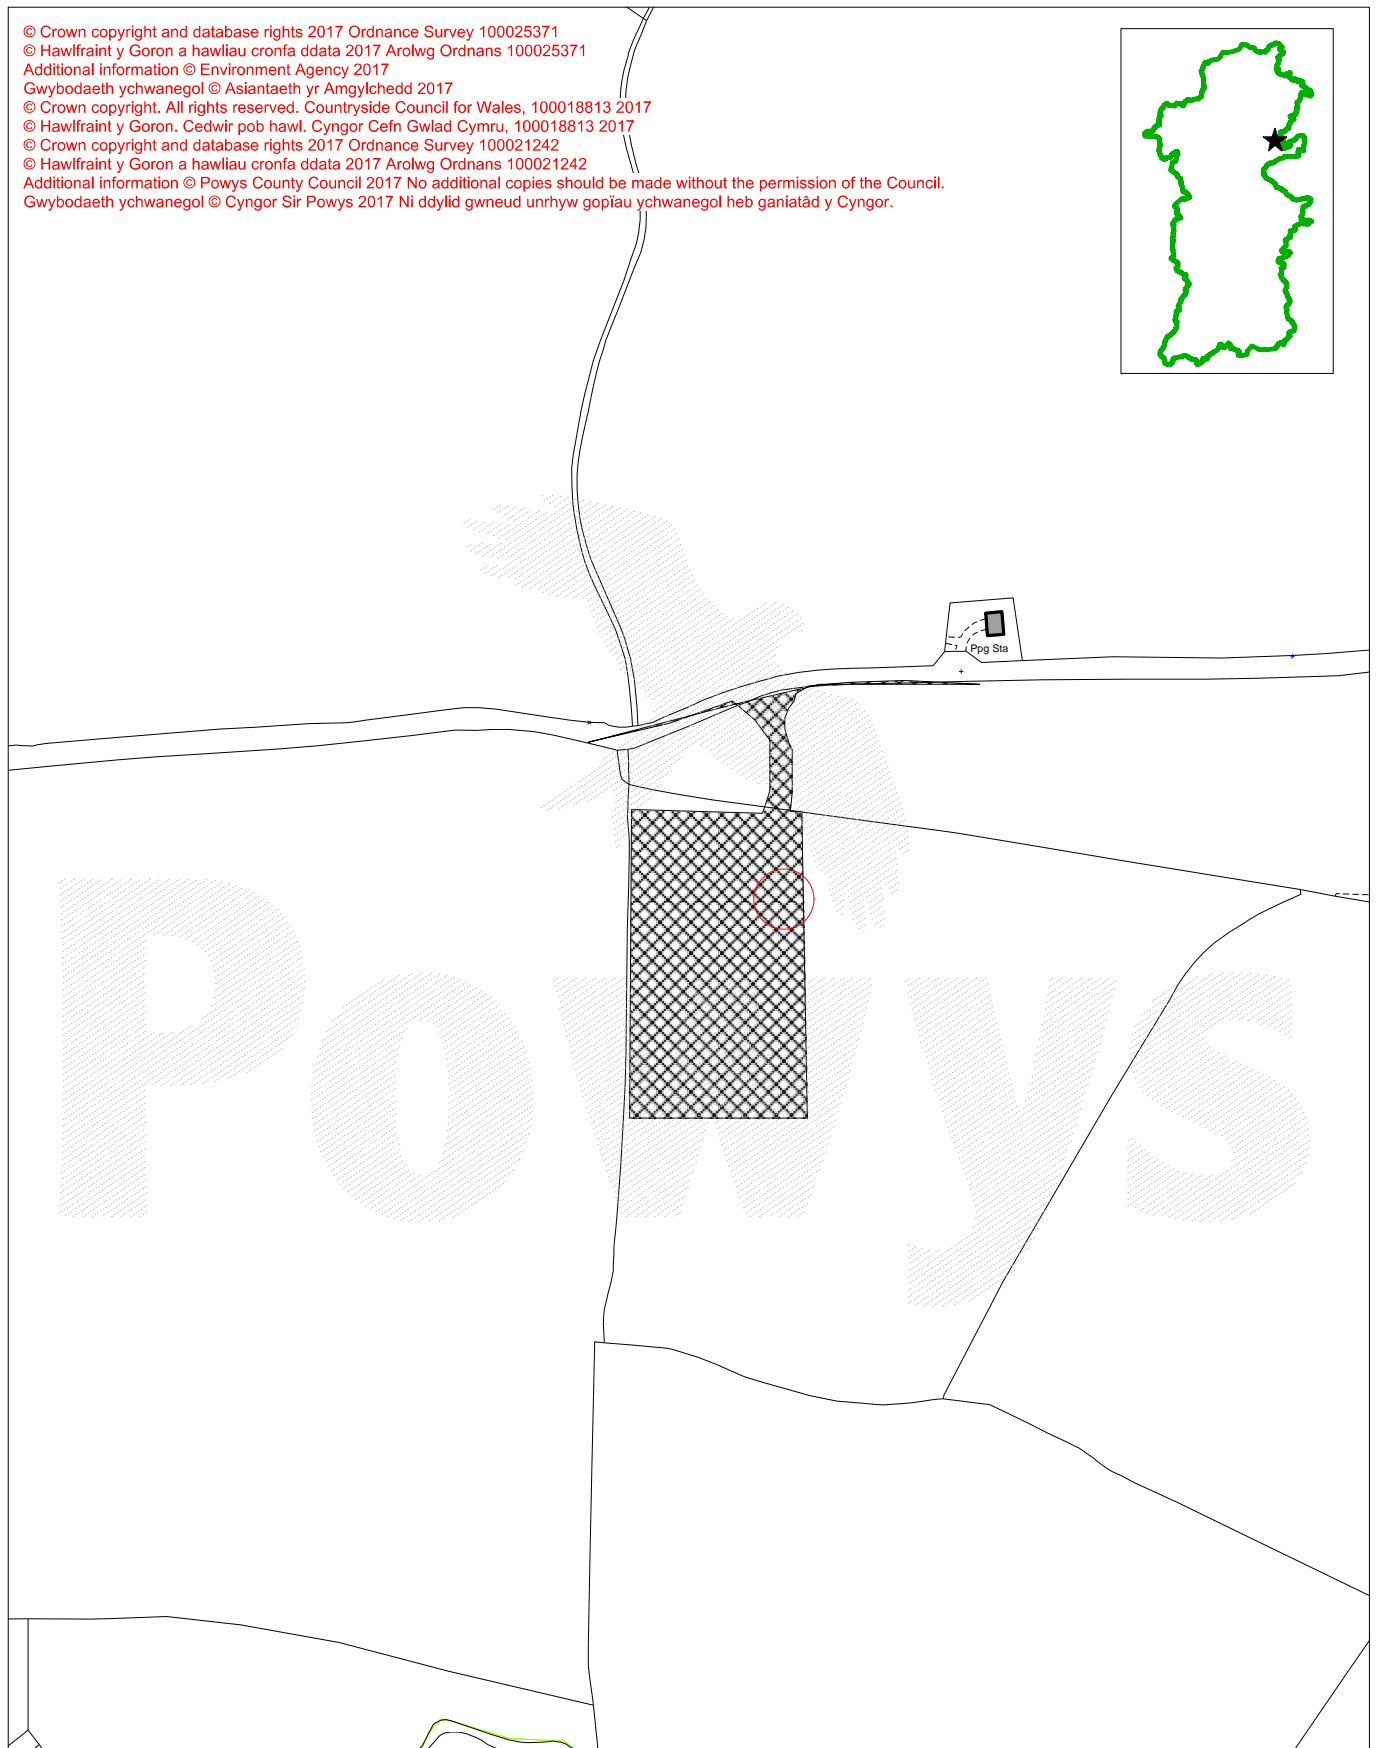 © Crown copyright and database rights 2017 Ordnance Survey 100025371
© Hawlfraint y Goron a hawliau cronfa ddata 2017 Arolwg Ordnans 100025371
Additional information © Environment Agency 2017
Gwybodaeth ychwanegol © Asiantaeth yr Amgylchedd 2017
© Crown copyright. All rights reserved. Countryside Council for Wales, 100018813 2017
© Hawlfraint y Goron. Cedwir pob hawl. Cyngor Cefn Gwlad Cymru, 100018813 2017
© Crown copyright and database rights 2017 Ordnance Survey 100021242
© Hawlfraint y Goron a hawliau cronfa ddata 2017 Arolwg Ordnans 100021242
Additional information © Powys County Council 2017 No additional copies should be made without the permission of the Council.
Gwybodaeth ychwanegol © Cyngor Sir Powys 2017 Ni ddylid gwneud unrhyw gopïau ychwanegol heb ganiatâd y Cyngor.
Ppg Sta
Powys